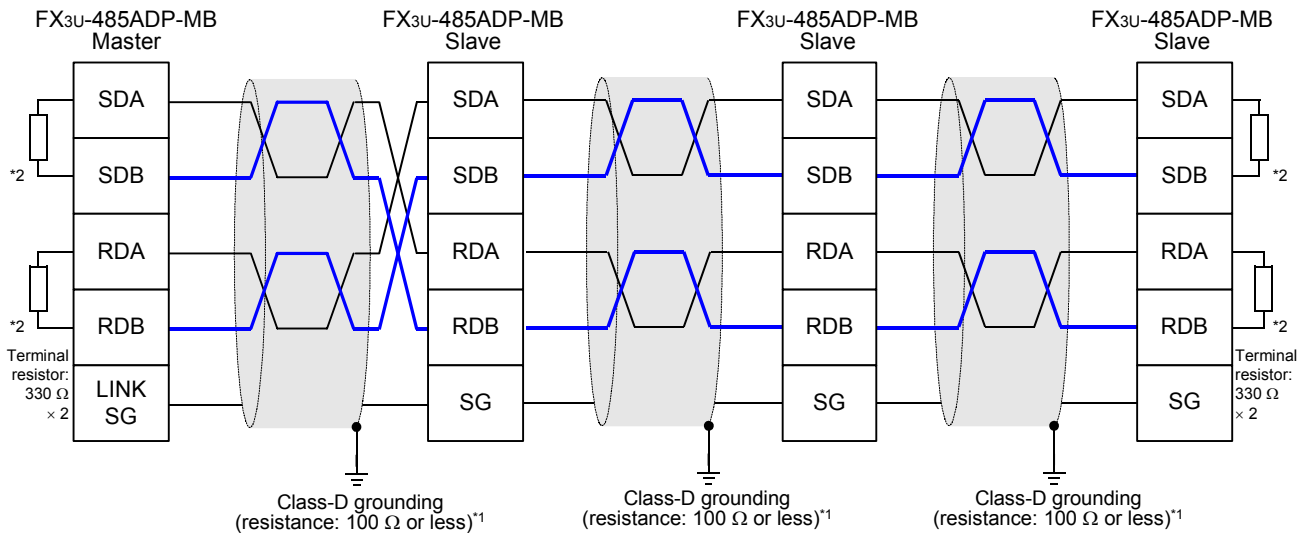 FX3U-485ADP-MB
Master
FX3U-485ADP-MB
Slave
FX3U-485ADP-MB
Slave
FX3U-485ADP-MB
Slave
SDA
SDA
SDA
SDA
*2
SDB
SDB
SDB
SDB
*2
RDA
RDA
RDA
RDA
*2
RDB
RDB
RDB
RDB
*2
Terminal
resistor:
330 Ω
× 2
LINK
SG
SG
SG
SG
Terminal
resistor:
330 Ω
× 2
Class-D grounding
(resistance: 100 Ω or less)*1
Class-D grounding
(resistance: 100 Ω or less)*1
Class-D grounding
(resistance: 100 Ω or less)*1